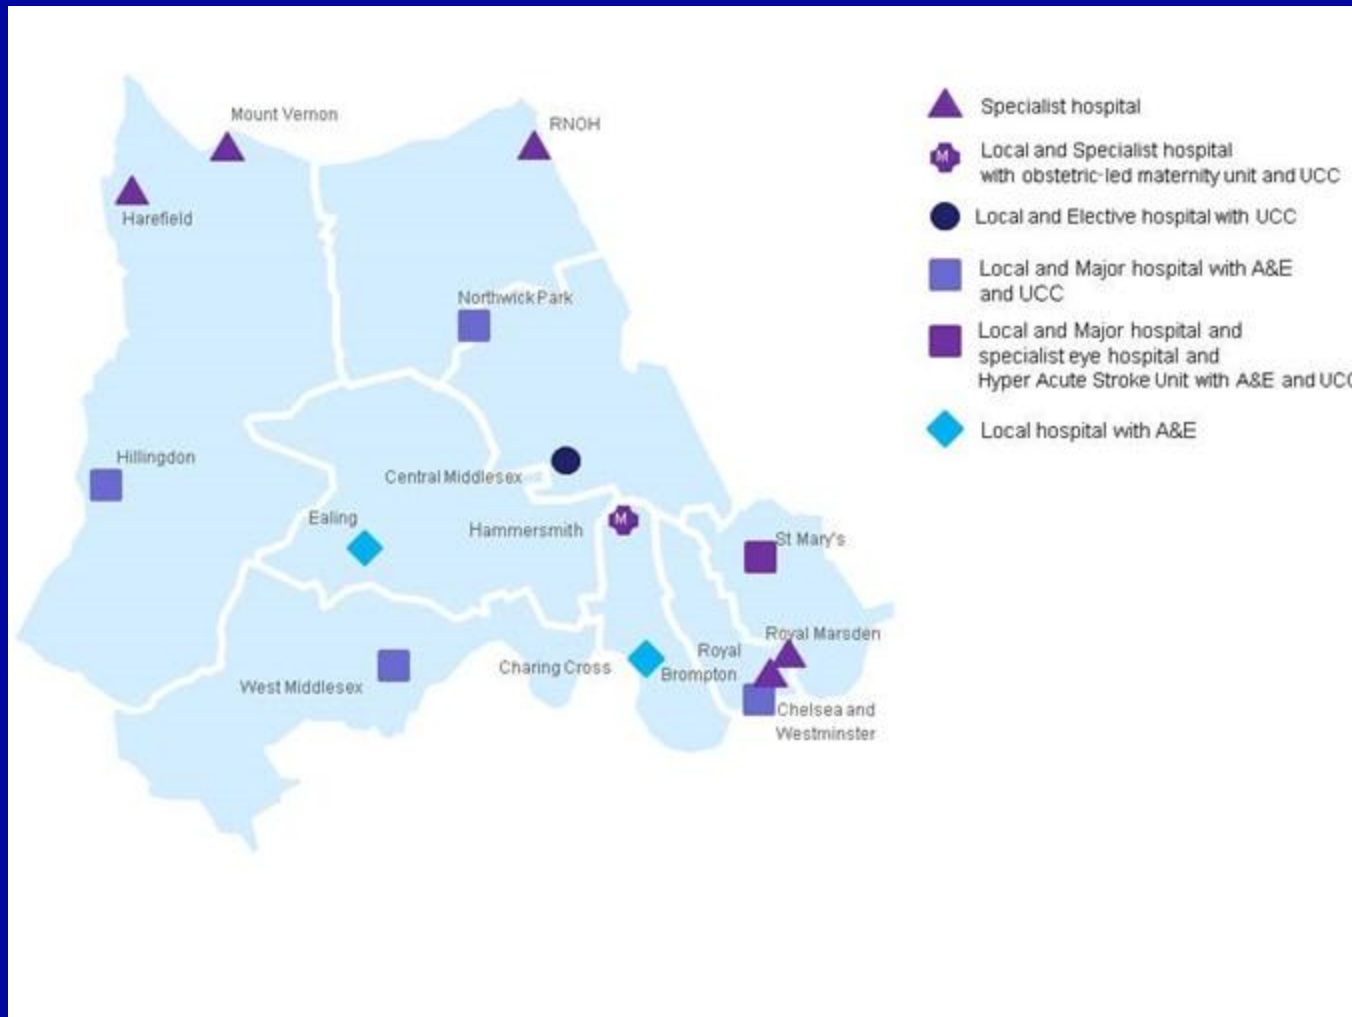 Mount Vernon
RNOH
Harefield
Northwick Park
Hillingdon
Central Middlesex
Ealing
Hammersmith
M
St Mary's
Royal Marsden
Royal
Brompton
Charing Cross
West Middlesex
Chelsea and
Westminster
Specialist hospital
M
Local and Specialist hospital
with obstetric-led maternity unit and UCC
Local and Elective hospital with UCC
Local and Major hospital with A&E
and UCC
Local and Major hospital and
specialist eye hospital and
Hyper Acute Stroke Unit with A&E and UCC
Local hospital with A&E